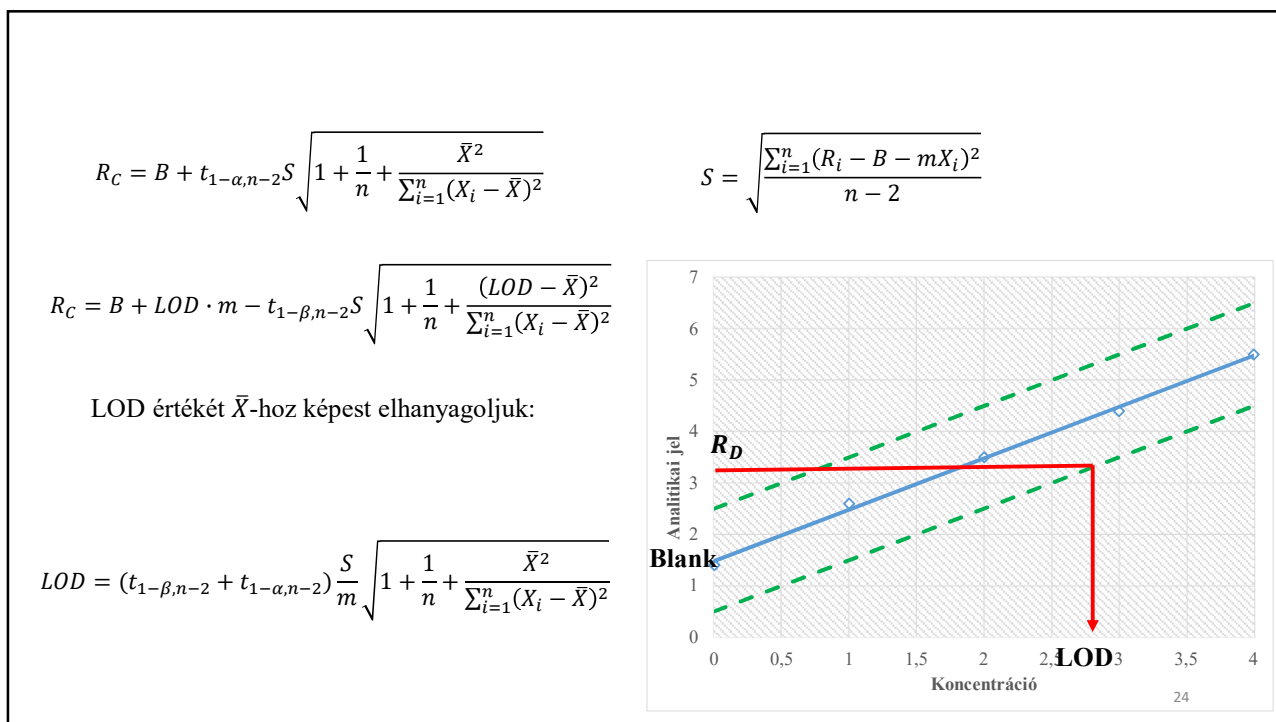 R_C = B + t_{1−α,n−2}S√(1 + 1/n + X̄²/∑_{i=1}^{n}(X_i − X̄)²)
S = √(∑_{i=1}^{n}(R_i − B − mX_i)²/(n − 2))
R_C = B + LOD · m − t_{1−β,n−2}S√(1 + 1/n + (LOD − X̄)²/∑_{i=1}^{n}(X_i − X̄)²)
LOD értékét X̄-hoz képest elhanyagoljuk:
LOD = (t_{1−β,n−2} + t_{1−α,n−2}) S/m √(1 + 1/n + X̄²/∑_{i=1}^{n}(X_i − X̄)²)
7
6
5
4
3
2
1
0
Analitikai jel
R_D
Blank
0 0,5 1 1,5 2 2,5 3 3,5 4
LOD
Koncentráció
24